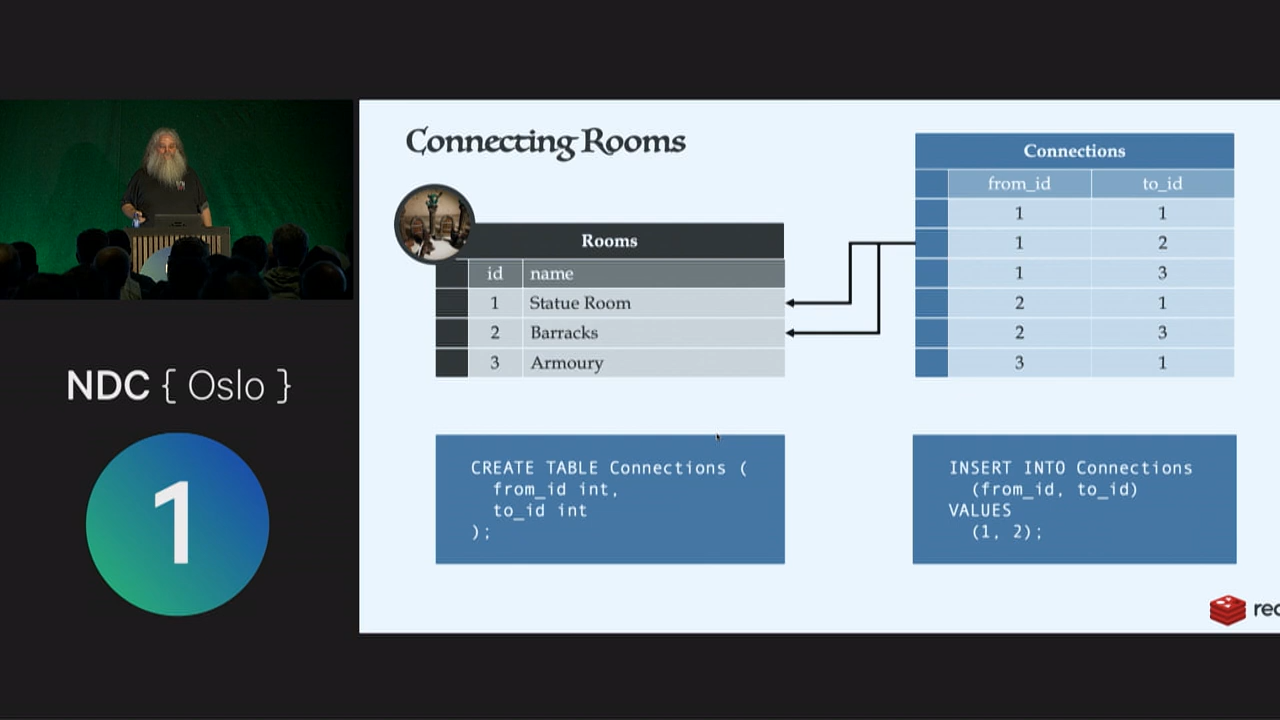 Connecting Rooms
Rooms
id name
1 Statue Room
2 Barracks
3 Armoury
Connections
from_id to_id
1 1
1 2
1 3
2 1
2 3
3 1
CREATE TABLE Connections (
from_id int,
to_id int
);
INSERT INTO Connections
(from_id, to_id)
VALUES
(1, 2);
NDC { Oslo }
1